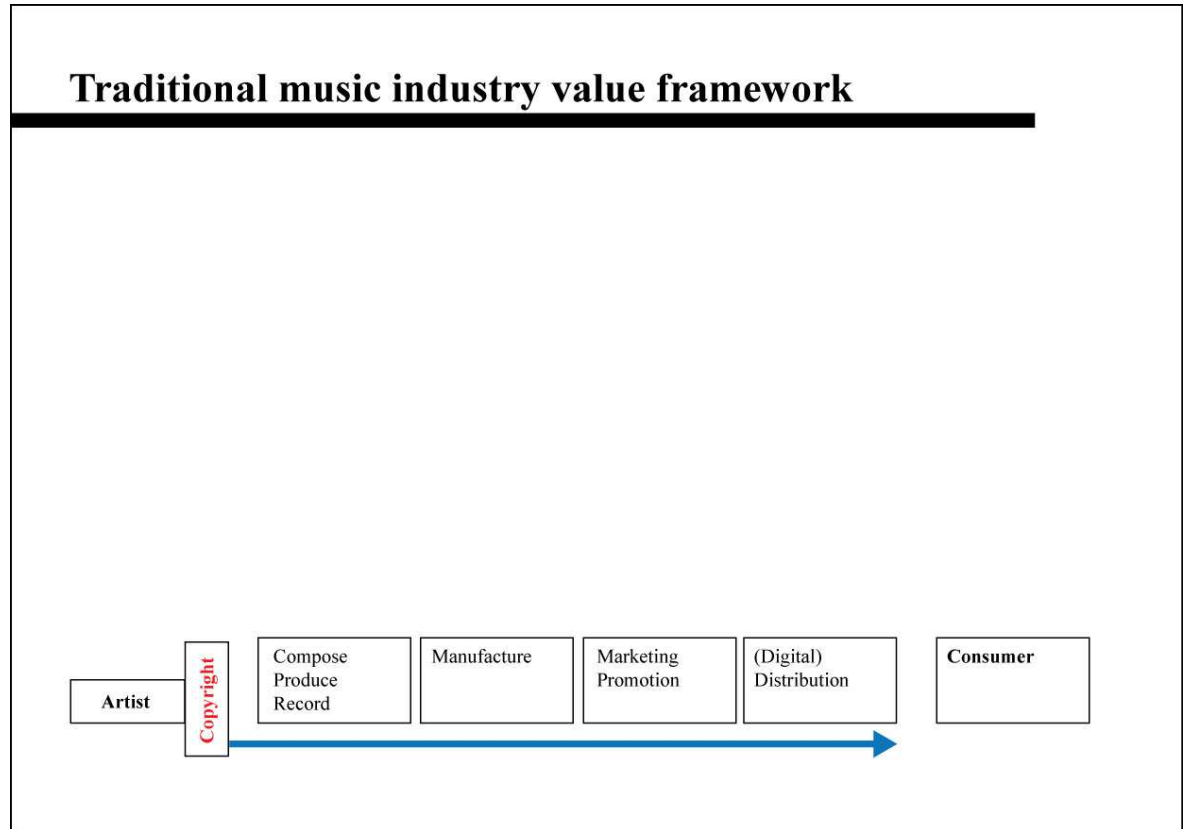 Traditional music industry value framework
Artist
Copyright
Compose
Produce
Record
Manufacture
Marketing
Promotion
(Digital)
Distribution
Consumer